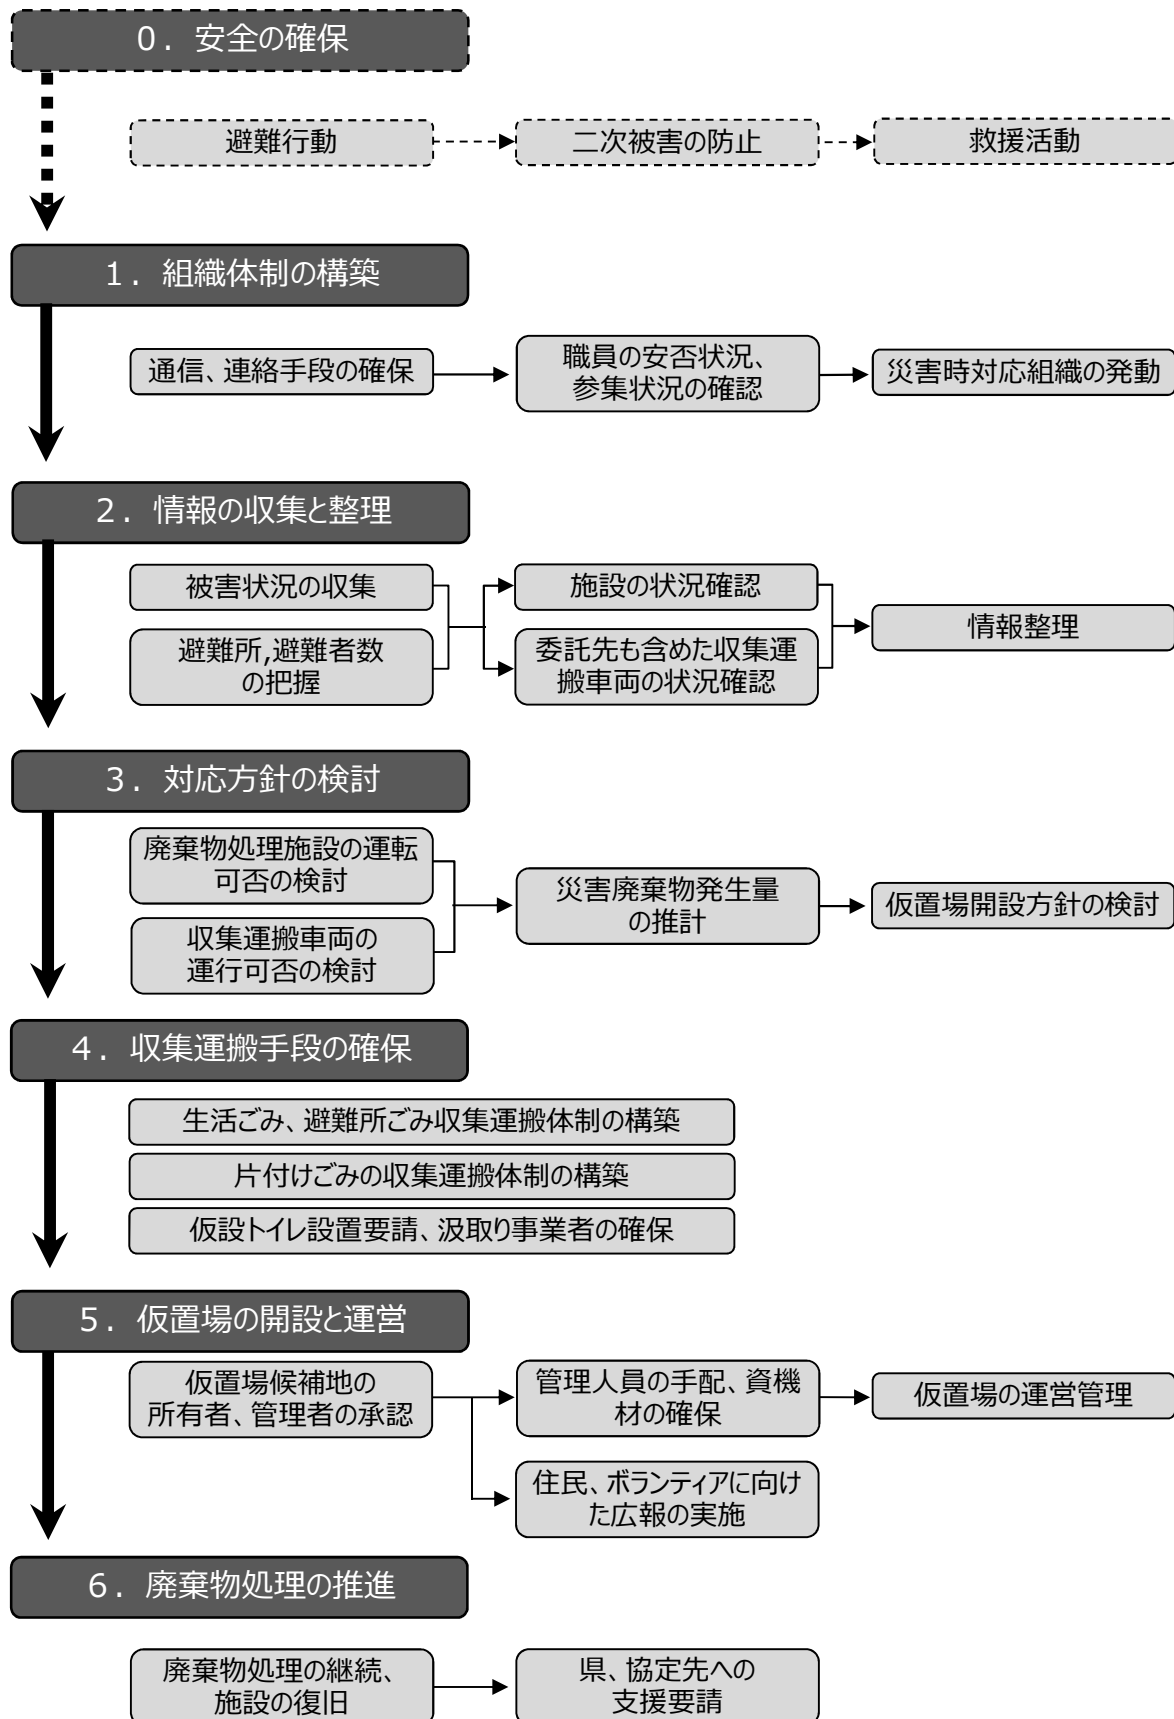 0．安全の確保
避難行動
二次被害の防止
救援活動
1．組織体制の構築
通信、連絡手段の確保
職員の安否状況、
参集状況の確認
災害時対応組織の発動
2．情報の収集と整理
被害状況の収集
避難所,避難者数
の把握
施設の状況確認
委託先も含めた収集運
搬車両の状況確認
情報整理
3．対応方針の検討
廃棄物処理施設の運転
可否の検討
収集運搬車両の
運行可否の検討
災害廃棄物発生量
の推計
仮置場開設方針の検討
4．収集運搬手段の確保
生活ごみ、避難所ごみ収集運搬体制の構築
片付けごみの収集運搬体制の構築
仮設トイレ設置要請、汲取り事業者の確保
5．仮置場の開設と運営
仮置場候補地の
所有者、管理者の承認
管理人員の手配、資機
材の確保
仮置場の運営管理
住民、ボランティアに向け
た広報の実施
6．廃棄物処理の推進
廃棄物処理の継続、
施設の復旧
県、協定先への
支援要請